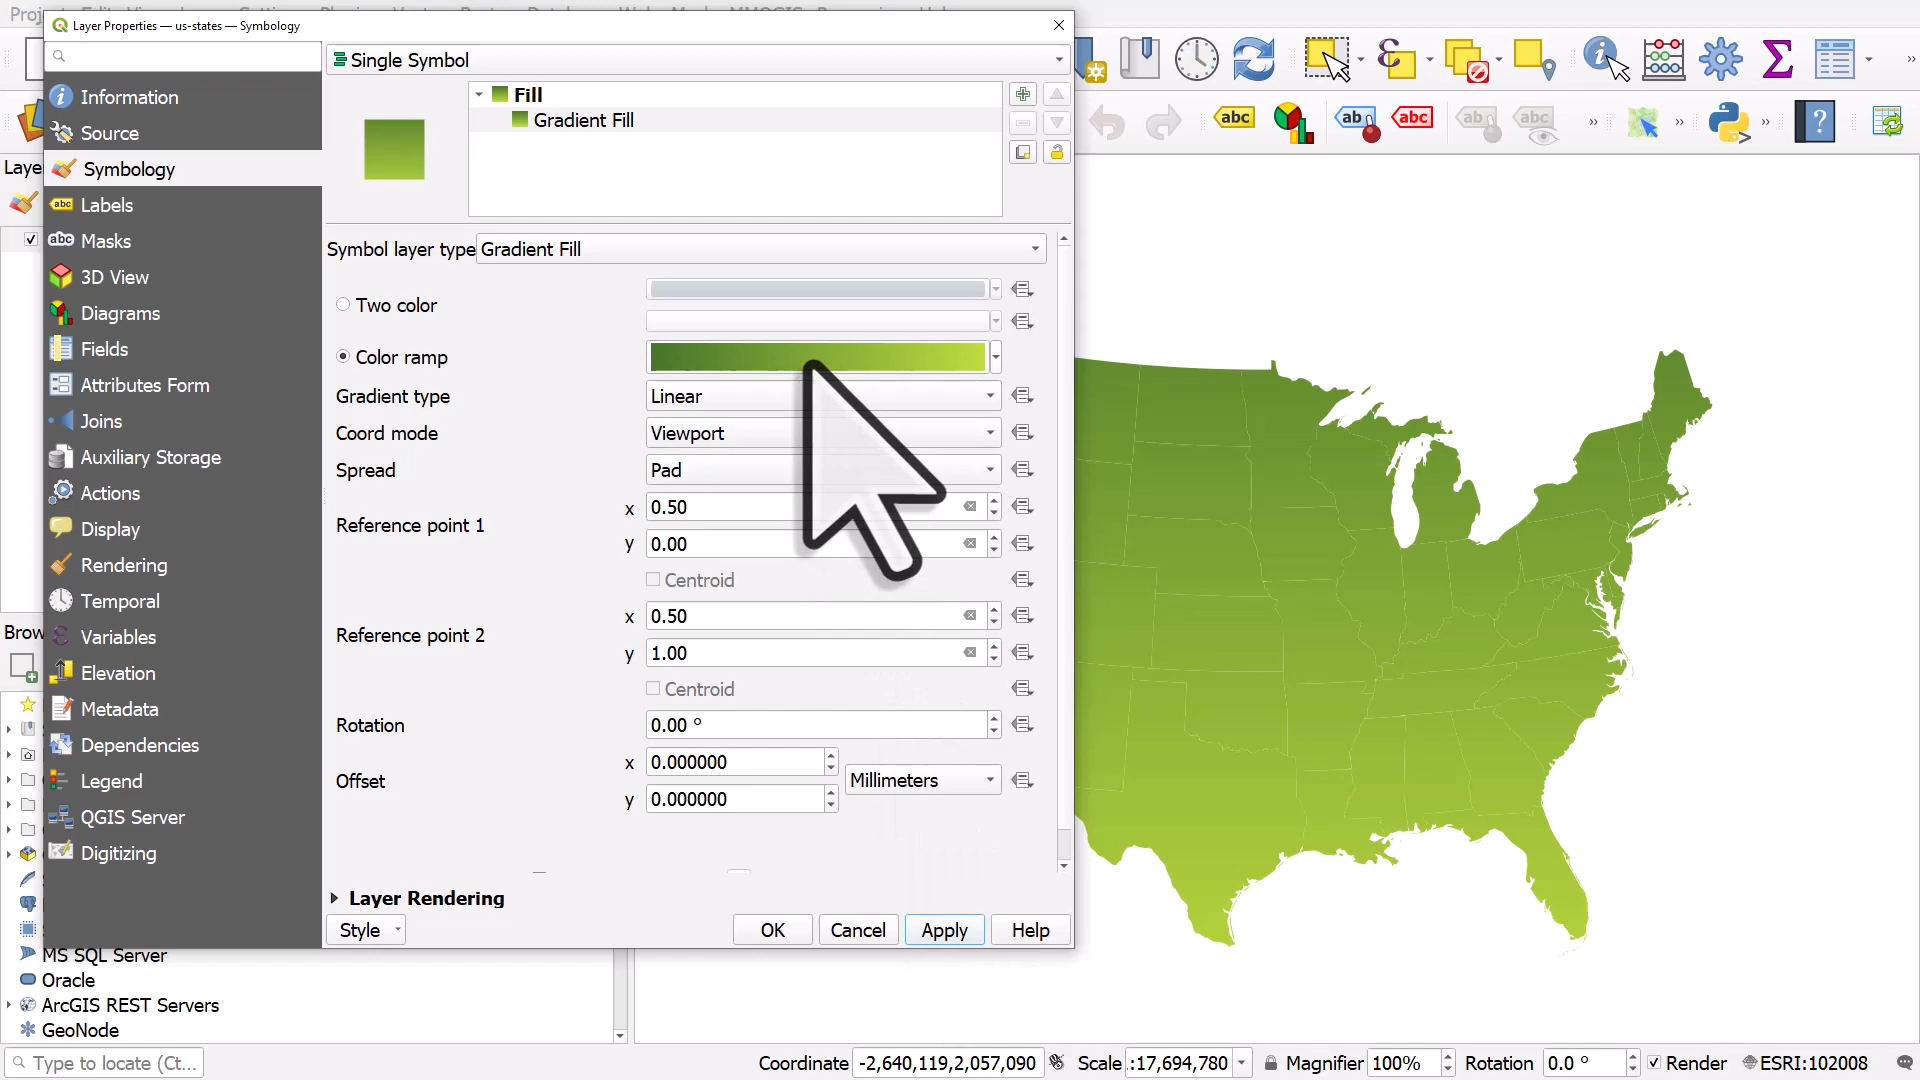 Layer Properties — us-states — Symbology
Single Symbol
Information
Source
Symbology
Labels
Masks
3D View
Diagrams
Fields
Attributes Form
Joins
Auxiliary Storage
Actions
Display
Rendering
Temporal
Variables
Elevation
Metadata
Dependencies
Legend
QGIS Server
Digitizing
Fill
Gradient Fill
Symbol layer type
Gradient Fill
Two color
Color ramp
Gradient type
Linear
Coord mode
Viewport
Spread
Pad
Reference point 1
x 0.50
y 0.00
Centroid
Reference point 2
x 0.50
y 1.00
Centroid
Rotation
0.00 °
Offset
x 0.000000
y 0.000000
Millimeters
Layer Rendering
Style
OK
Cancel
Apply
Help
abc
ab
abc
ab
abc
MS SQL Server
Oracle
ArcGIS REST Servers
GeoNode
Type to locate (Ct...
Coordinate -2,640,119,2,057,090
Scale :17,694,780
Magnifier 100%
Rotation 0.0 °
Render
ESRI:102008